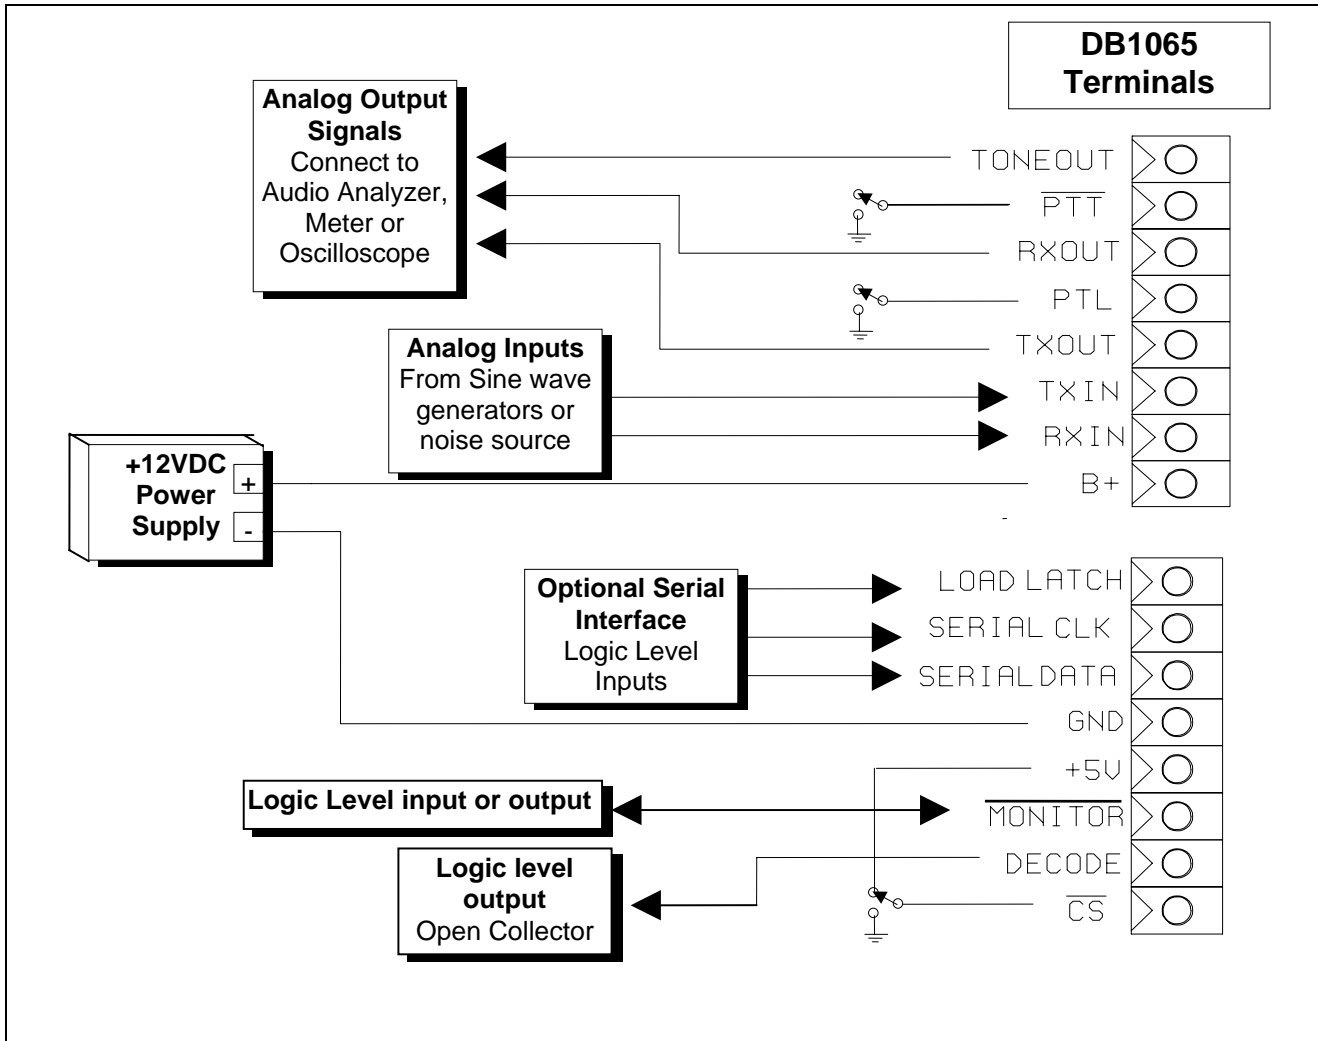 DB1065
Terminals
Analog Output
Signals
Connect to
Audio Analyzer,
Meter or
Oscilloscope
TONEOUT
PTT
RXOUT
PTL
TXOUT
Analog Inputs
From Sine wave
generators or
noise source
TXIN
RXIN
B+
+12VDC
Power
Supply
+
-
Optional Serial
Interface
Logic Level
Inputs
LOAD LATCH
SERIAL CLK
SERIAL DATA
GND
+5V
Logic Level input or output
MONITOR
DECODE
Logic level
output
Open Collector
CS